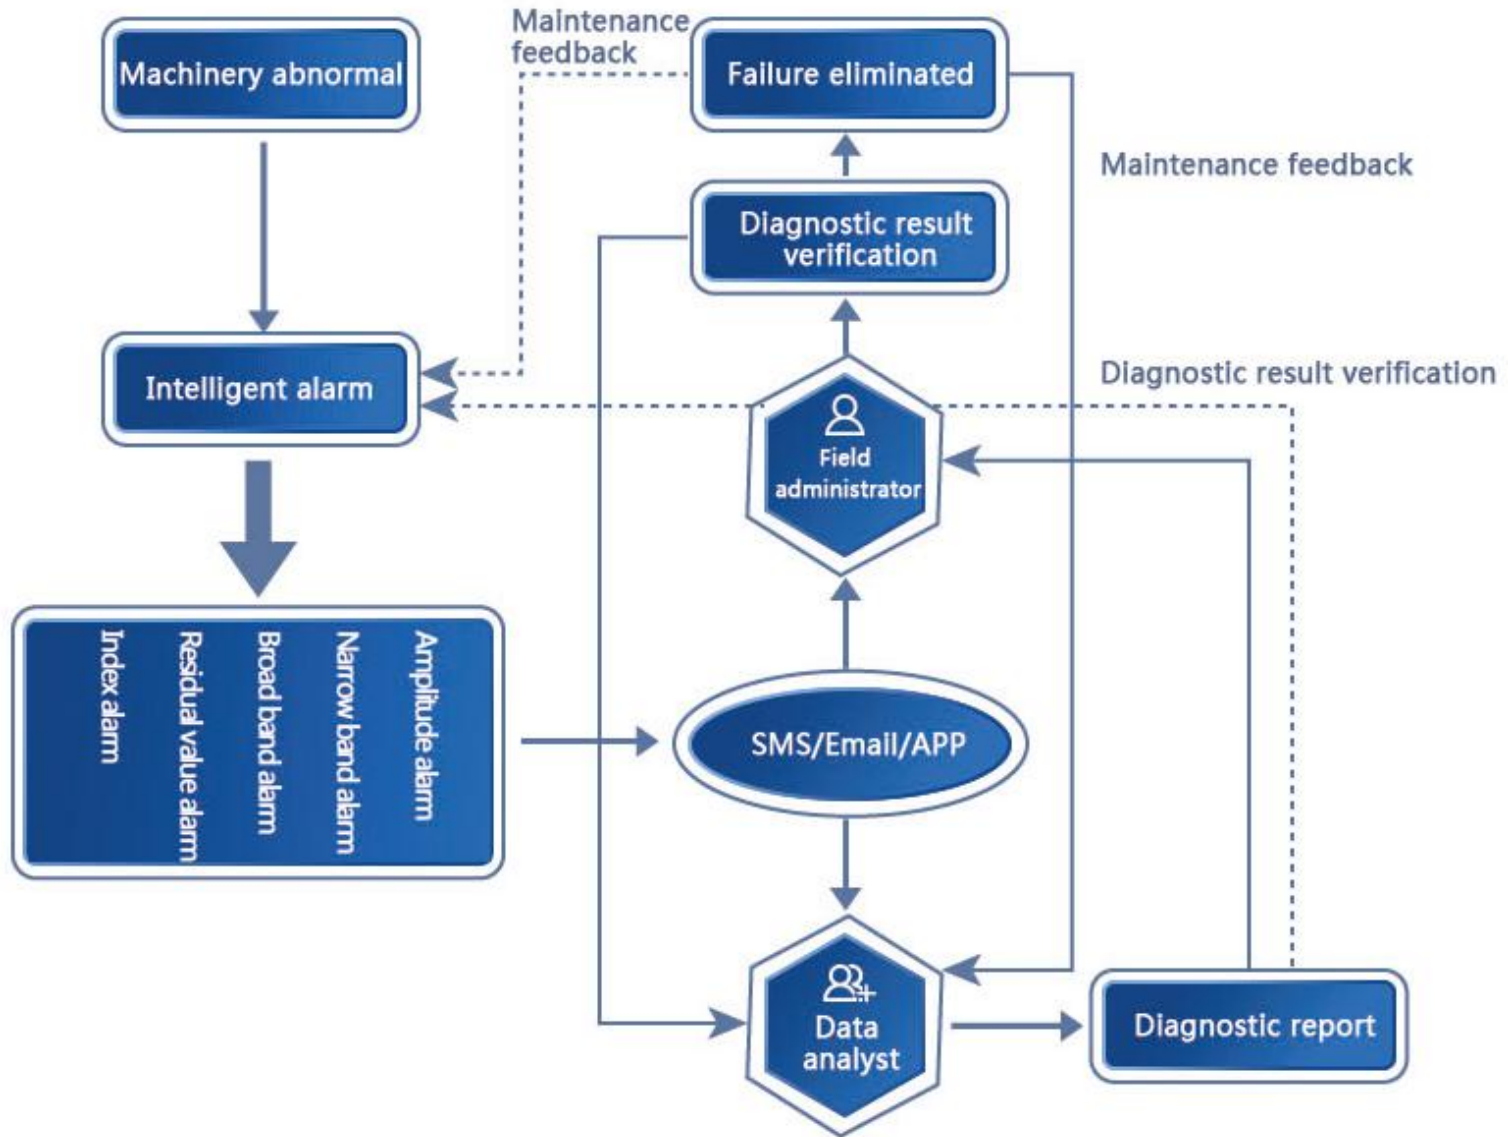 Machinery abnormal
Maintenance
feedback
Failure eliminated
Maintenance feedback
Diagnostic result
verification
Intelligent alarm
Diagnostic result verification
Field
administrator
Amplitude alarm
Narrow band alarm
Broad band alarm
Residual value alarm
Index alarm
SMS/Email/APP
Data
analyst
Diagnostic report